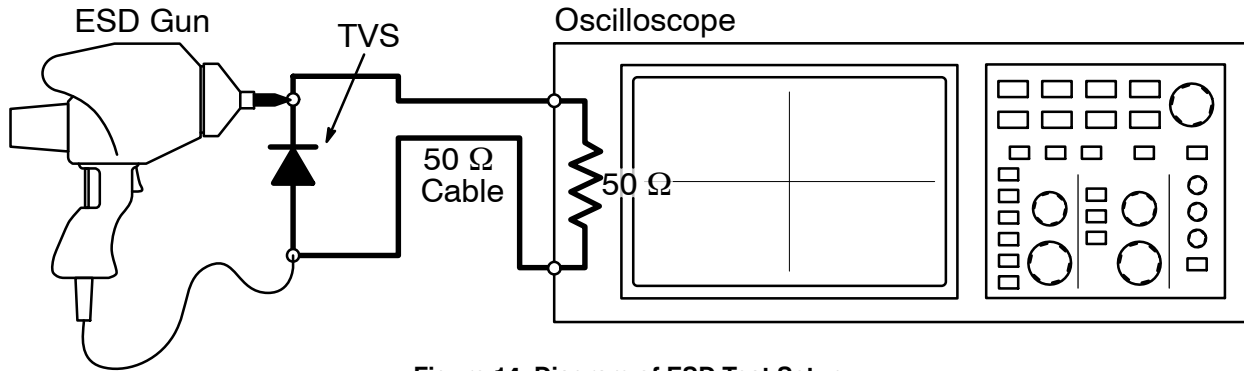 ESD Gun
Oscilloscope
TVS
50 Ω
Cable
50 Ω
Figure 14. Diagram of ESD Test Setup